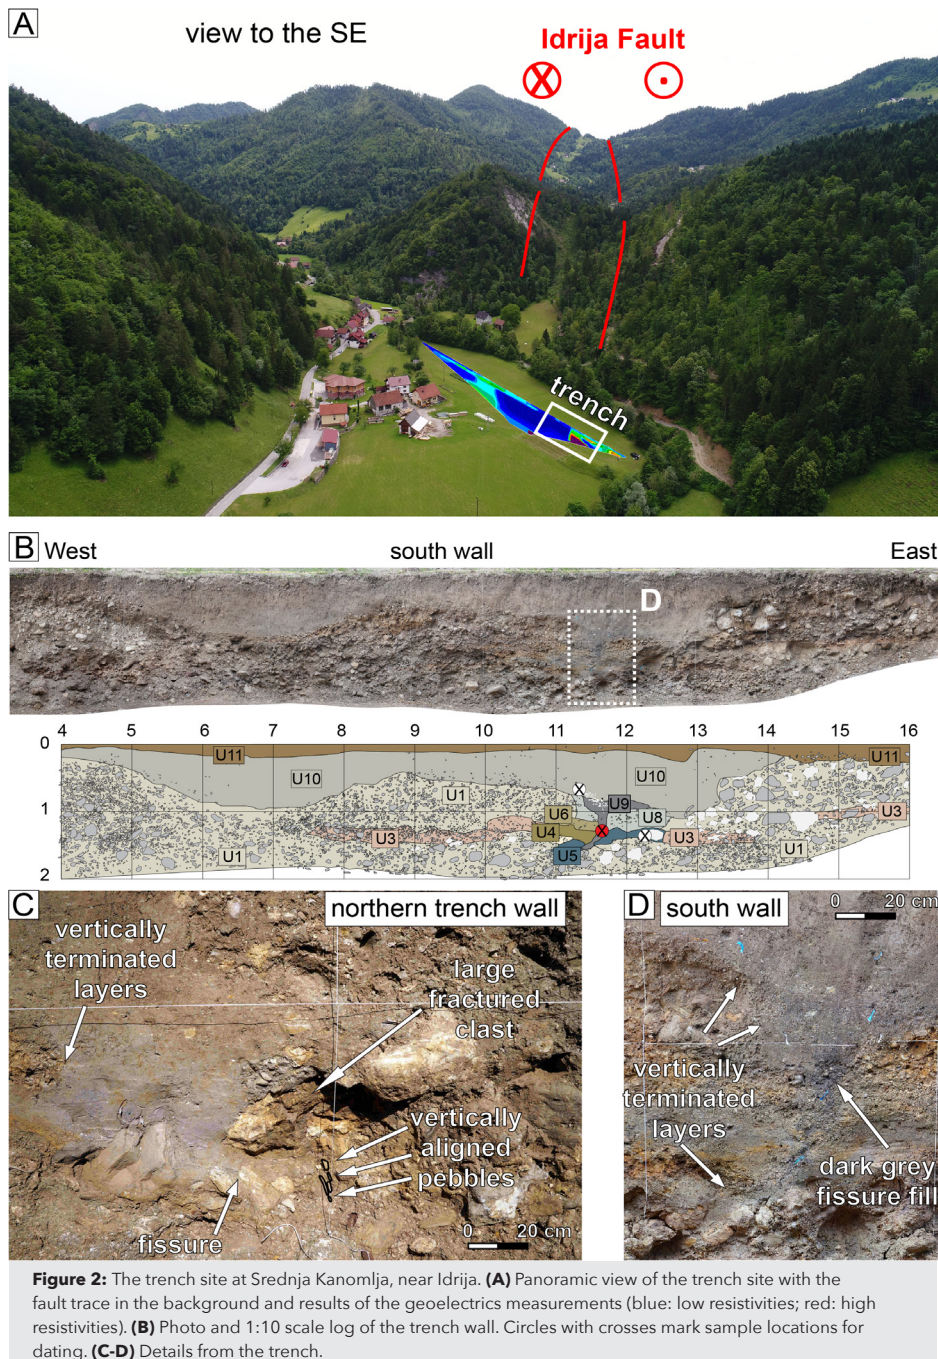 A
view to the SE
Idrija Fault
trench
B
West
south wall
East
D
4 5 6 7 8 9 10 11 12 13 14 15 16
0
U11
U11
U10
U10
U1
X
U9
1
U6
U8
U3
U3
U4
X
X
U3
U1
U5
U1
2
C
northern trench wall
vertically
terminated
layers
large
fractured
clast
vertically
aligned
pebbles
fissure
0 20 cm
D
south wall
0 20 cm
vertically
terminated
layers
dark grey
fissure fill
Figure 2: The trench site at Srednja Kanomlja, near Idrija. (A) Panoramic view of the trench site with the
fault trace in the background and results of the geoelectrics measurements (blue: low resistivities; red: high
resistivities). (B) Photo and 1:10 scale log of the trench wall. Circles with crosses mark sample locations for
dating. (C-D) Details from the trench.